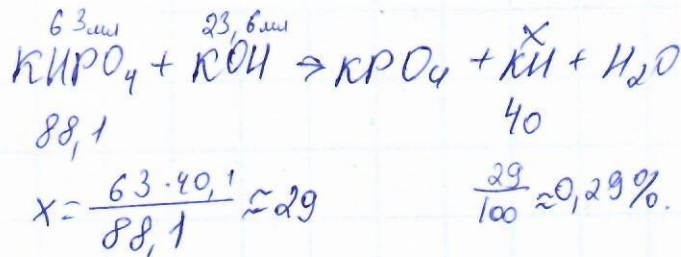 63мл 23,6мл x
KHPO₄ + KOH → KPO₄ + KH + H₂O
88,1 40
x = 63·40,1 / 88,1 ≈ 29 29/100 ≈ 0,29%.